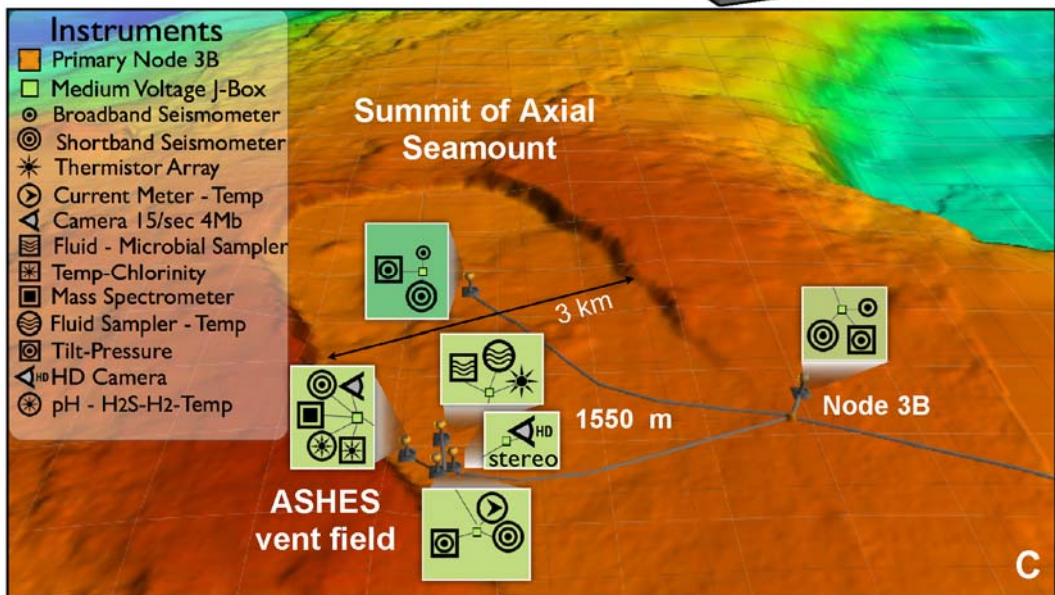 Instruments
Primary Node 3B
Medium Voltage J-Box
Broadband Seismometer
Shortband Seismometer
Thermistor Array
Current Meter - Temp
Camera 15/sec 4Mb
Fluid - Microbial Sampler
Temp-Chlorinity
Mass Spectrometer
Fluid Sampler - Temp
Tilt-Pressure
HD HD Camera
pH - H2S-H2-Temp
Summit of Axial
Seamount
3 km
1550 m
Node 3B
HD
stereo
ASHES
vent field
C